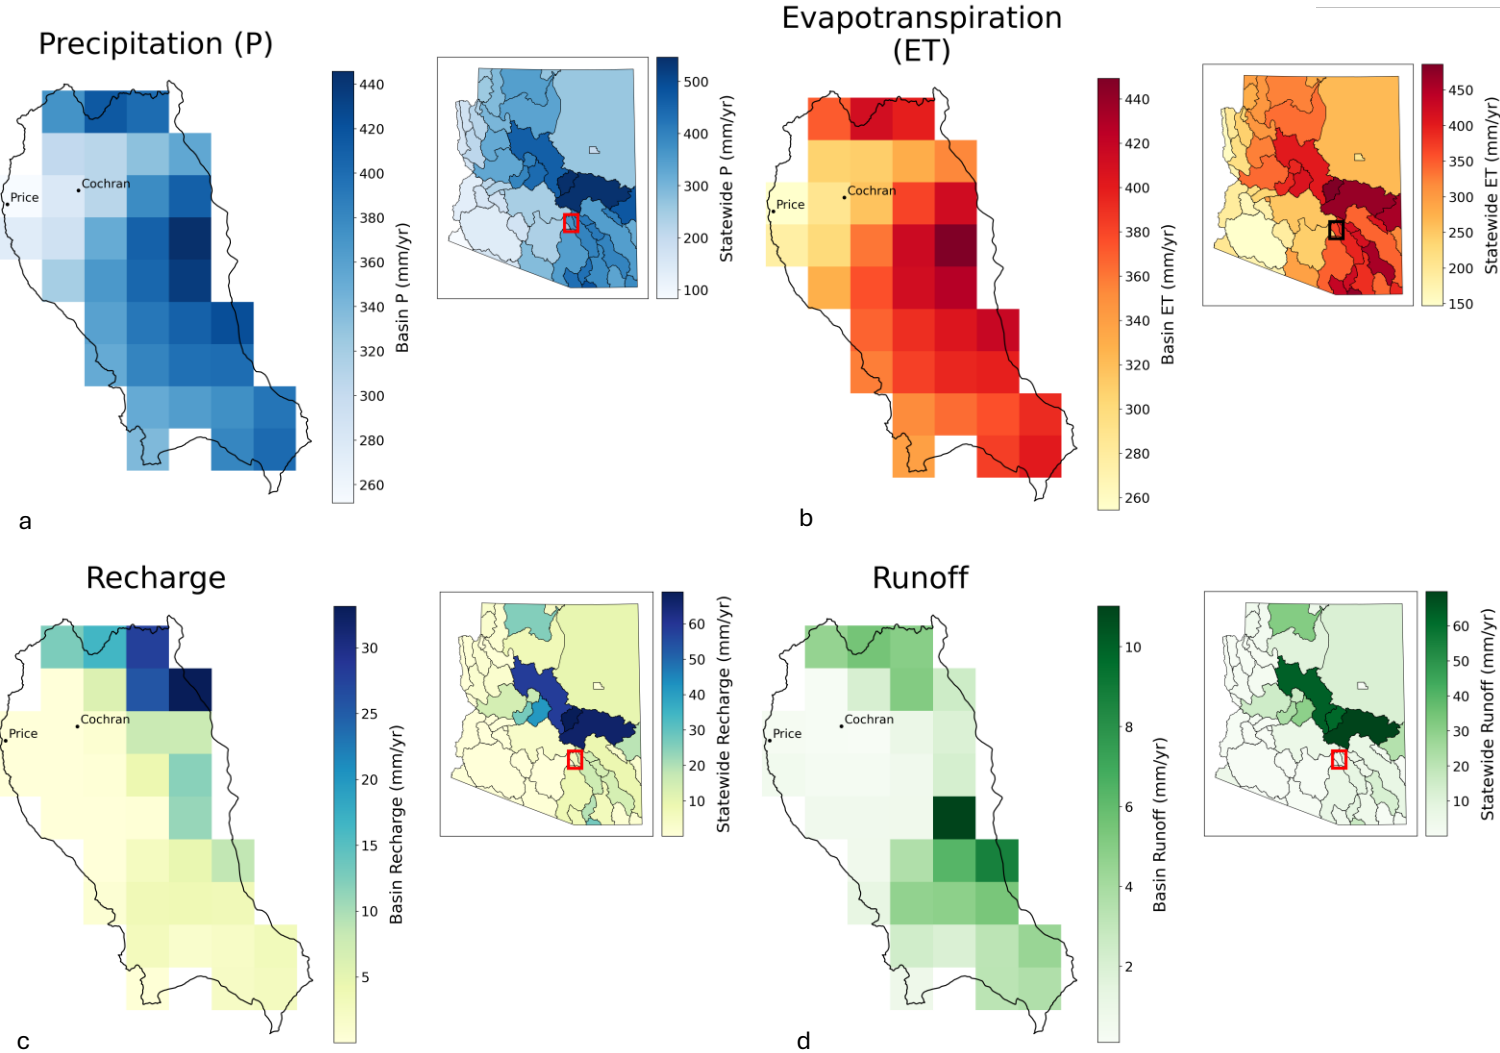 Precipitation (P)
Price
Cochran
440
420
400
380
360
340
320
300
280
260
Basin P (mm/yr)
500
400
300
200
100
Statewide P (mm/yr)
a
Evapotranspiration
(ET)
Price
Cochran
440
420
400
380
360
340
320
300
280
260
Basin ET (mm/yr)
450
400
350
300
250
200
150
Statewide ET (mm/yr)
b
Recharge
Cochran
Price
30
25
20
15
10
5
Basin Recharge (mm/yr)
60
50
40
30
20
10
Statewide Recharge (mm/yr)
c
Runoff
Cochran
Price
10
8
6
4
2
Basin Runoff (mm/yr)
60
50
40
30
20
10
Statewide Runoff (mm/yr)
d